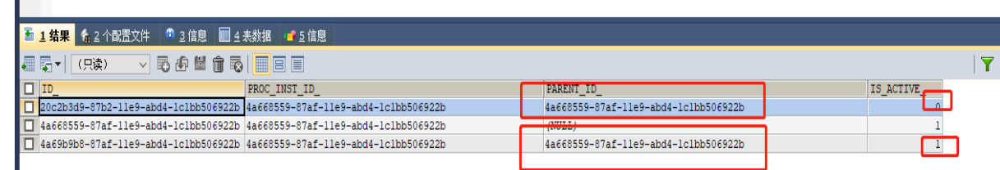 1 结果 2 个配置文件 3 信息 4 表数据 5 信息
(只读)
ID_ PROC_INST_ID_ PARENT_ID_ IS_ACTIVE_
20c2b3d9-87b2-11e9-abd4-1c1bb506922b 4a668559-87af-11e9-abd4-1c1bb506922b 4a668559-87af-11e9-abd4-1c1bb506922b 0
4a668559-87af-11e9-abd4-1c1bb506922b 4a668559-87af-11e9-abd4-1c1bb506922b (NULL) 1
4a69b9b8-87af-11e9-abd4-1c1bb506922b 4a668559-87af-11e9-abd4-1c1bb506922b 4a668559-87af-11e9-abd4-1c1bb506922b 1